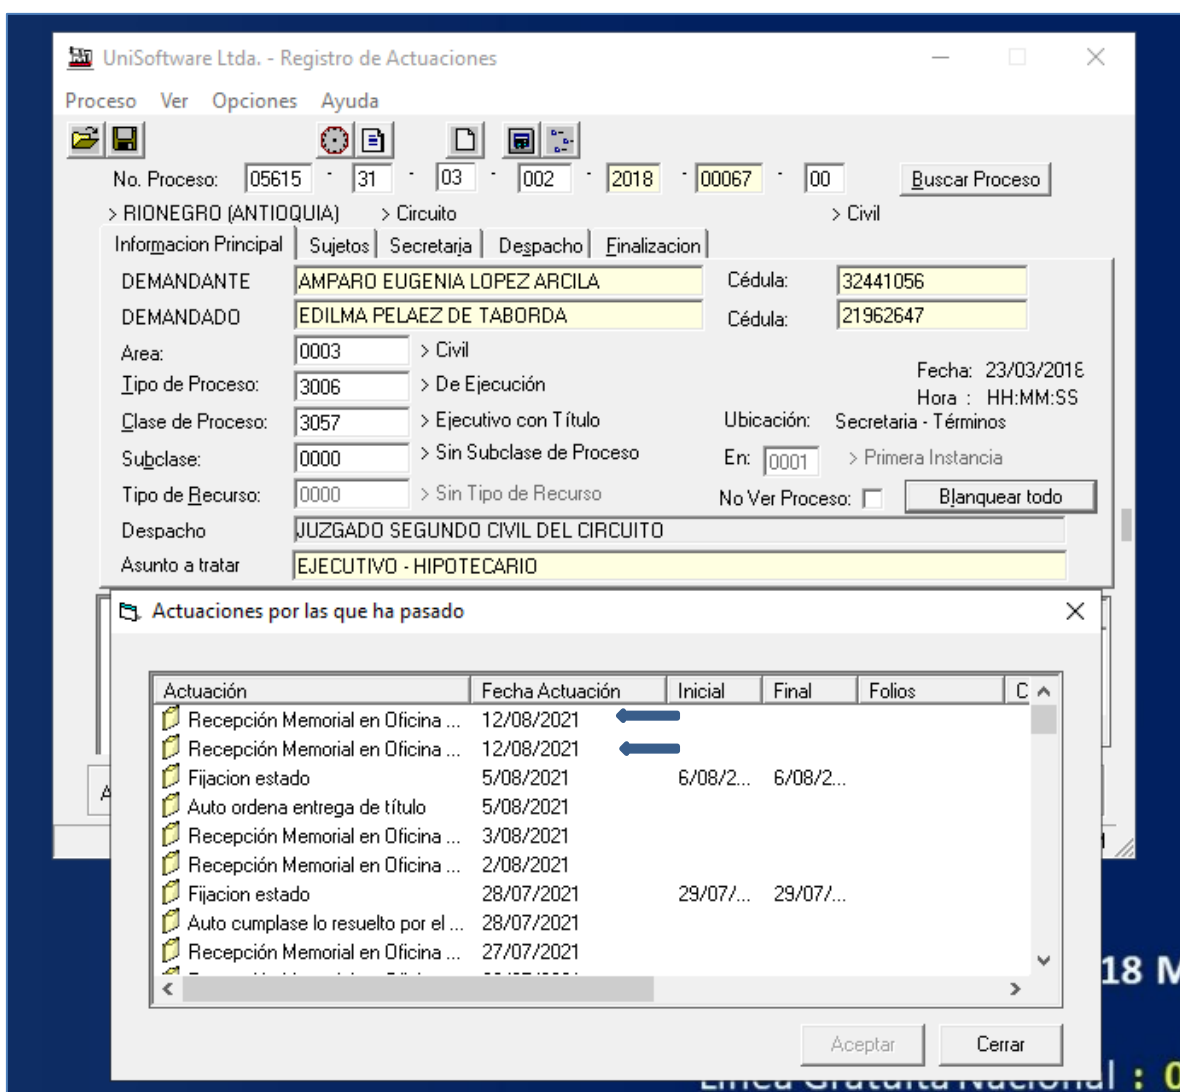 UniSoftware Ltda. - Registro de Actuaciones
Proceso Ver Opciones Ayuda
No. Proceso: 05615 - 31 - 03 - 002 - 2018 - 00067 - 00 Buscar Proceso
> RIONEGRO (ANTIOQUIA) > Circuito > Civil
Informacion Principal Sujetos Secretaria Despacho Finalizacion
DEMANDANTE AMPARO EUGENIA LOPEZ ARCILA Cédula: 32441056
DEMANDADO EDILMA PELAEZ DE TABORDA Cédula: 21962647
Area: 0003 > Civil
Fecha: 23/03/2018
Tipo de Proceso: 3006 > De Ejecución
Hora : HH:MM:SS
Clase de Proceso: 3057 > Ejecutivo con Título Ubicación: Secretaria - Términos
Subclase: 0000 > Sin Subclase de Proceso En: 0001 > Primera Instancia
Tipo de Recurso: 0000 > Sin Tipo de Recurso No Ver Proceso: Blanquear todo
Despacho JUZGADO SEGUNDO CIVIL DEL CIRCUITO
Asunto a tratar EJECUTIVO - HIPOTECARIO
Actuaciones por las que ha pasado
Actuación Fecha Actuación Inicial Final Folios C
Recepción Memorial en Oficina ... 12/08/2021
Recepción Memorial en Oficina ... 12/08/2021
Fijacion estado 5/08/2021 6/08/2... 6/08/2...
Auto ordena entrega de título 5/08/2021
Recepción Memorial en Oficina ... 3/08/2021
Recepción Memorial en Oficina ... 2/08/2021
Fijacion estado 28/07/2021 29/07/... 29/07/...
Auto cumplase lo resuelto por el ... 28/07/2021
Recepción Memorial en Oficina ... 27/07/2021
18 M
Aceptar Cerrar
Linea Gratuita Nacional : 0